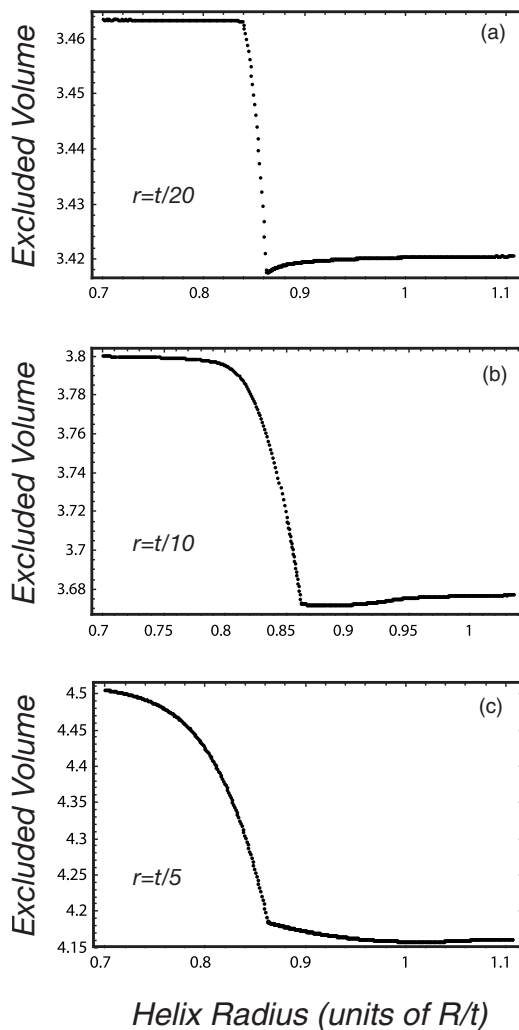 (a)
Excluded Volume
3.46
3.45
3.44
3.43
3.42
r=t/20
0.7 0.8 0.9 1 1.1
(b)
Excluded Volume
3.8
3.76
3.72
3.7
3.68
r=t/10
0.7 0.75 0.8 0.85 0.9 0.95 1
(c)
Excluded Volume
4.5
4.45
4.4
4.35
4.3
4.25
4.2
4.15
r=t/5
0.7 0.8 0.9 1 1.1
Helix Radius (units of R/t)